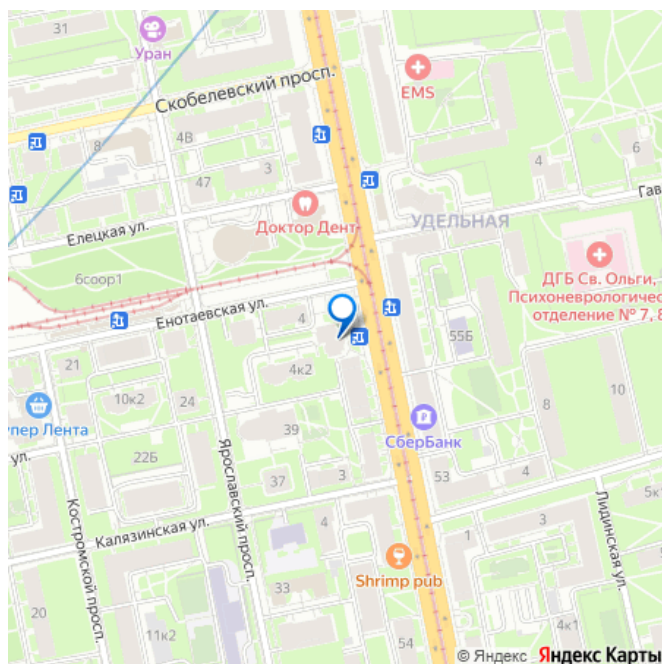 31
Уран
Скобелевский просп.
EMS
4В
8
3
4
6
47
Гав
Доктор Дент
УДЕЛЬНАЯ
Елецкая ул.
6соор1
ДГБ Св. Ольги,
Психоневрологичес
отделение № 7, 8
Енотаевская ул.
4
55Б
21
4к2
10к2
24
10
8
упер Лента
СберБанк
39
ул.
22Б
Ярославский просп.
37
3
53
4
5к1
Костромской просп.
Калязинская ул.
4
1
3
Лидинская ул.
Shrimp pub
33
20
11к2
54
4к1
© Яндекс Яндекс Карты